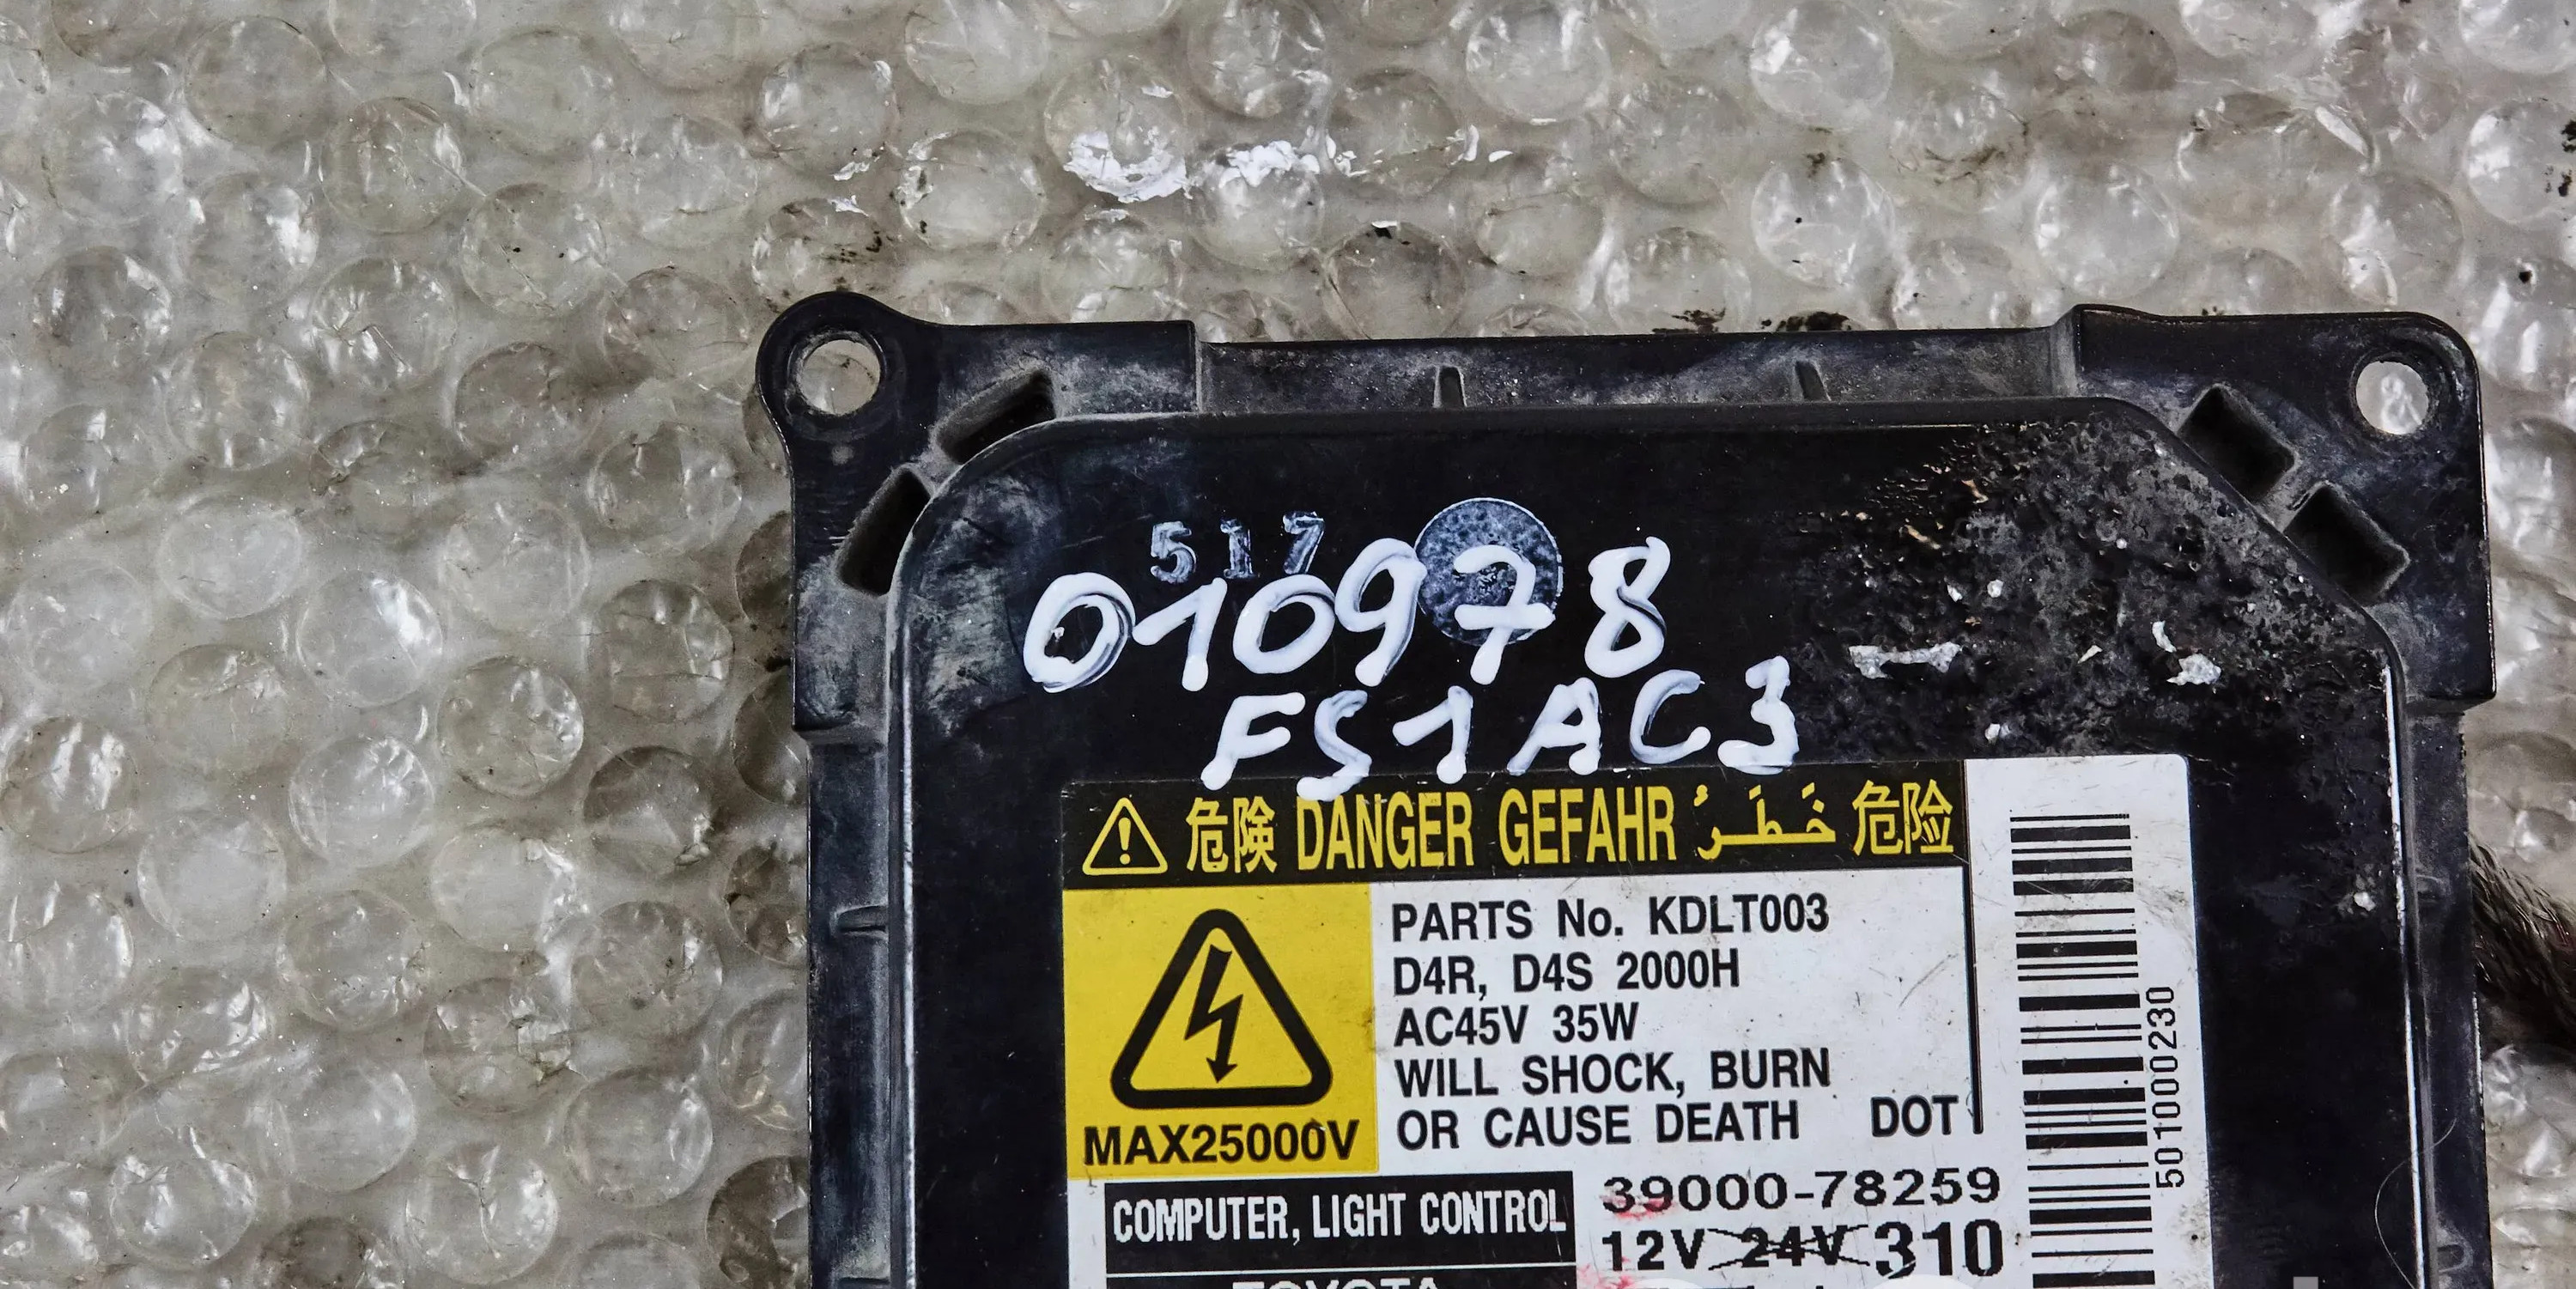 517
010978
FS1AC3
危険 DANGER GEFAHR خَطَرُ 危险
PARTS No. KDLT003
D4R, D4S 2000H
AC45V 35W
WILL SHOCK, BURN
OR CAUSE DEATH DOT
MAX25000V
COMPUTER, LIGHT CONTROL
39000-78259
12V 24V 310
TOYOTA
501000230